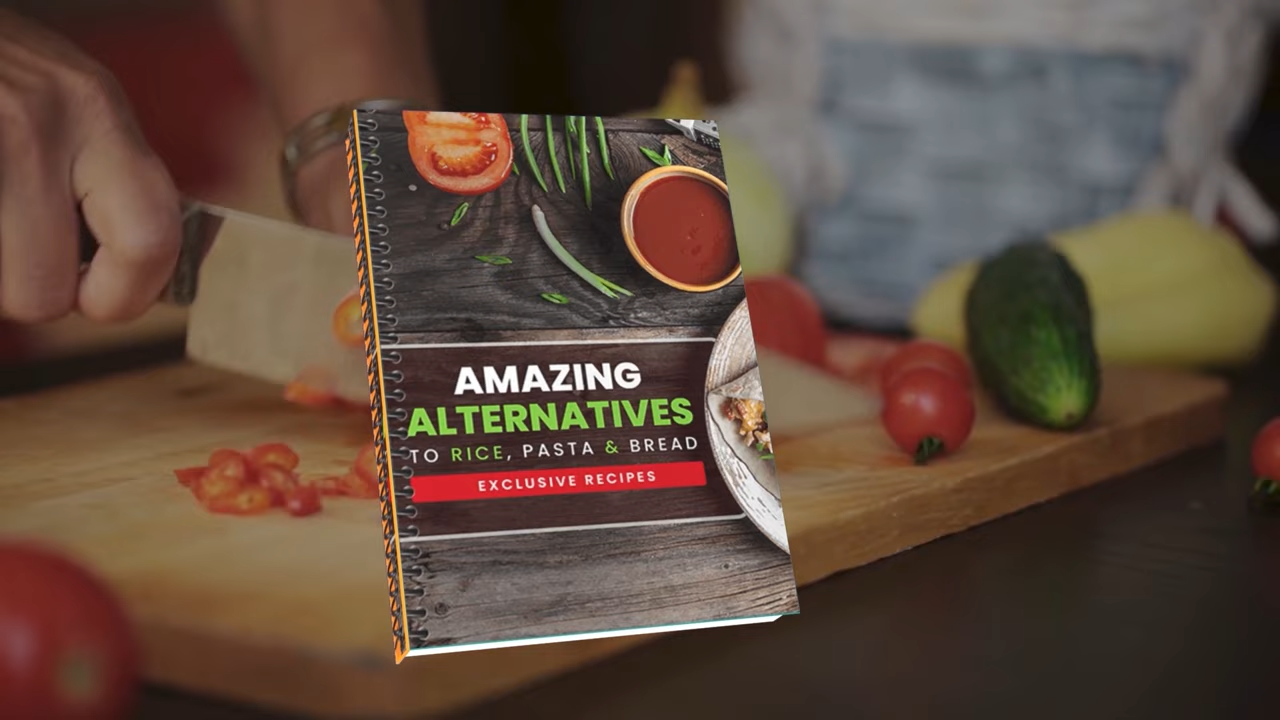 AMAZING
ALTERNATIVES
TO RICE, PASTA & BREAD
EXCLUSIVE RECIPES